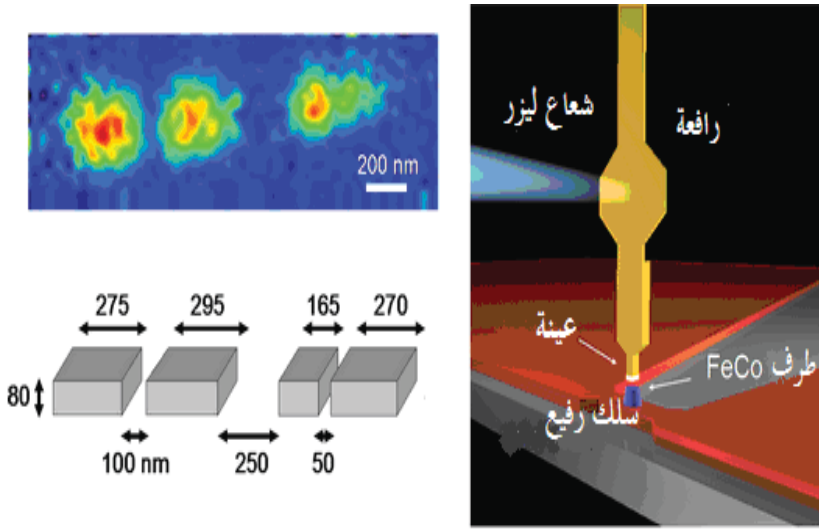 200 nm
275
295
165
270
80
100 nm
250
50
شعاع ليزر
رافعة
عينة
طرف FeCo
سلك رفيع